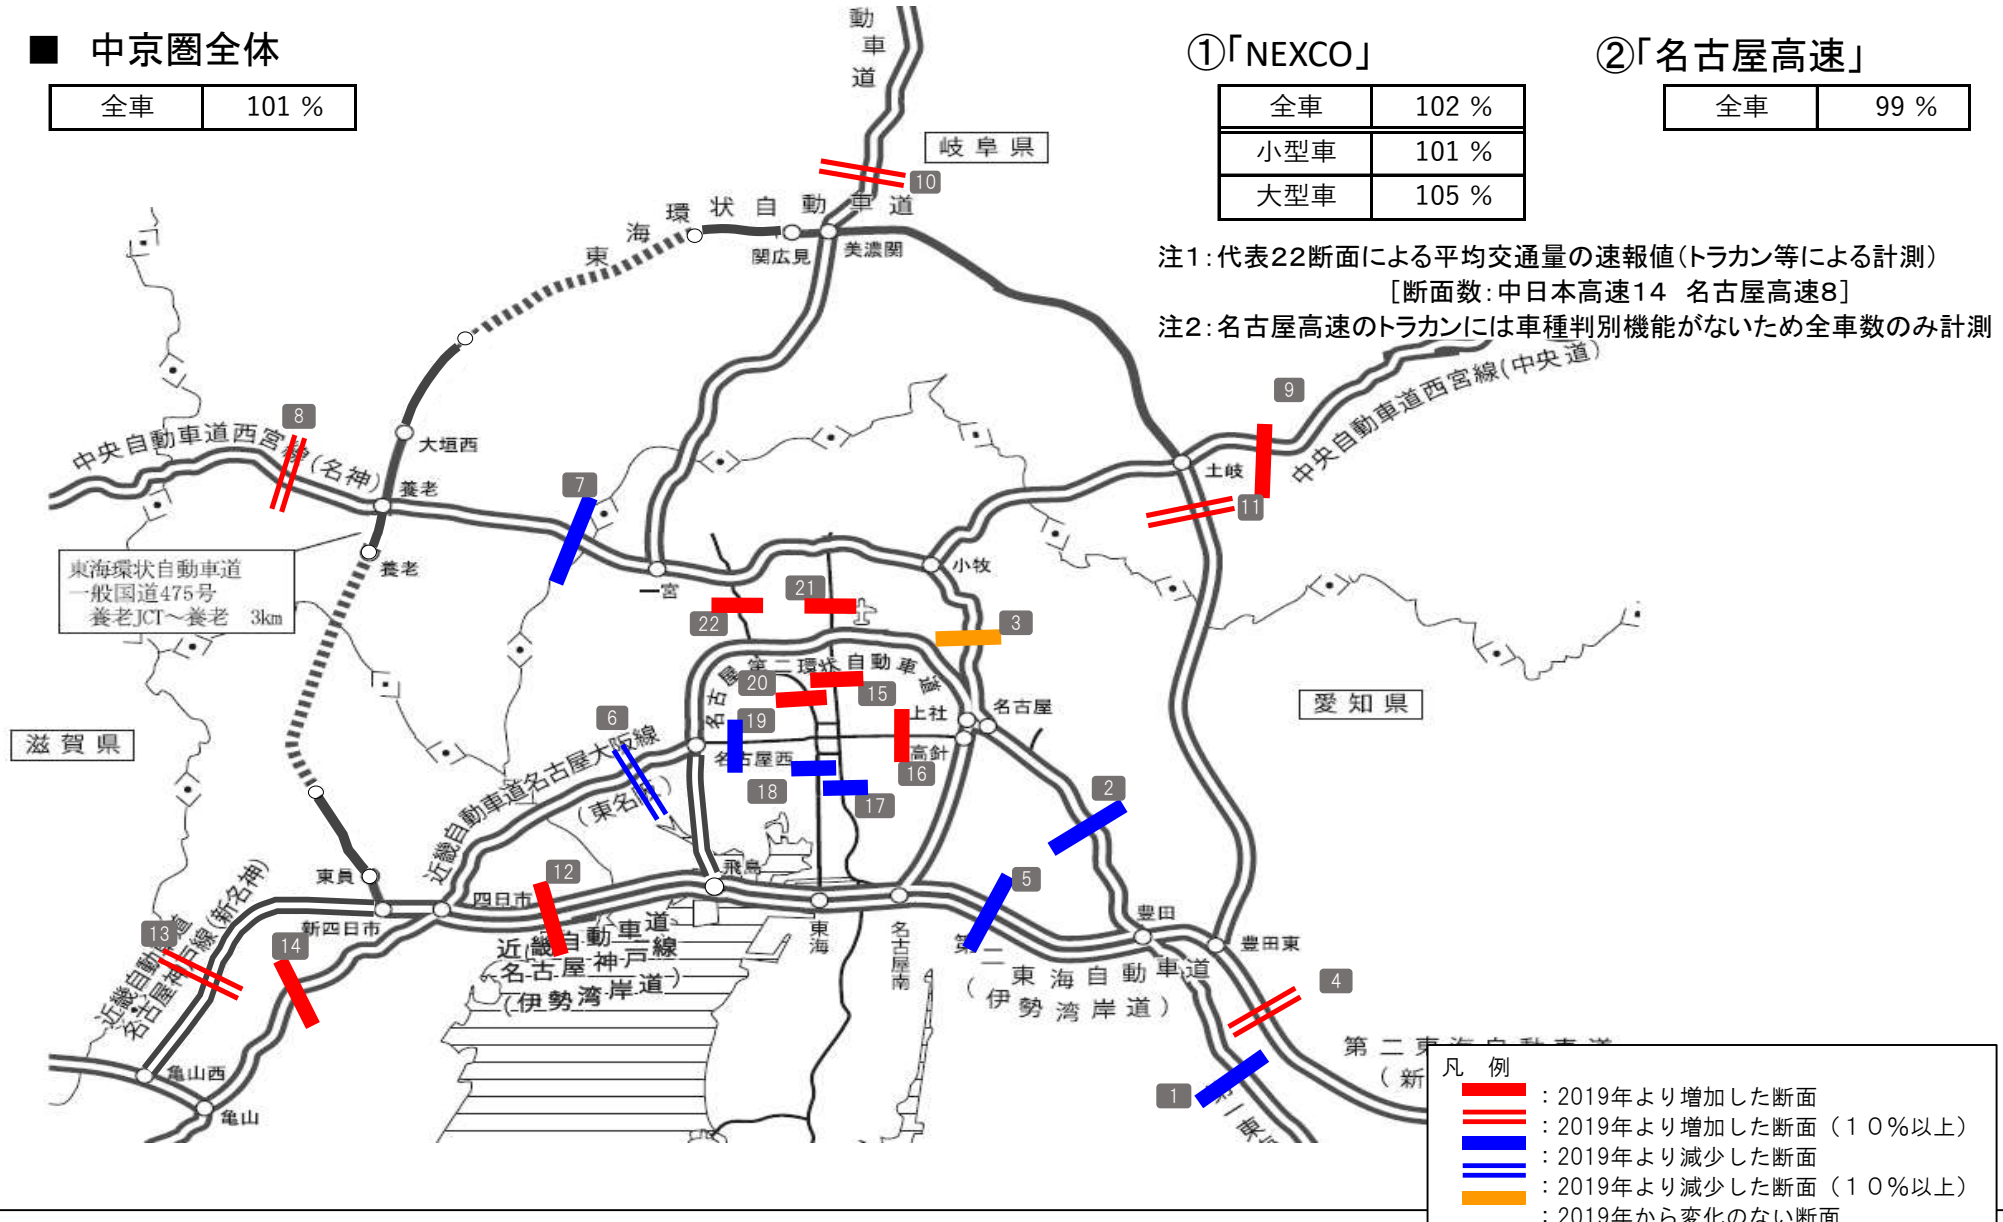 ■ 中京圏全体
全車 101 %
①「NEXCO」
全車 102 %
小型車 101 %
大型車 105 %
②「名古屋高速」
全車 99 %
注1：代表22断面による平均交通量の速報値（トラカン等による計測）
［断面数：中日本高速14 名古屋高速8］
注2：名古屋高速のトラカンには車種判別機能がないため全車数のみ計測
動車道
岐阜県
10
東海環状自動車道
関広見
美濃関
9
中央自動車道西宮線(中央道)
8
中央自動車道西宮線(名神)
大垣西
養老
7
土岐
11
養老
東海環状自動車道
一般国道475号
養老JCT～養老 3km
一宮
小牧
21
22
3
名古屋第二環状自動車道
20
15
19
上社
名古屋
愛知県
滋賀県
6
近畿自動車道名古屋大阪線
(東名阪)
名古屋西
高針
16
18
17
2
飛島
東員
12
5
四日市
新四日市
13
14
近畿自動車道
名古屋神戸線(新名神)
近畿自動車道
名古屋神戸線
(伊勢湾岸道)
東海
名古屋南
豊田
豊田東
第二東海自動車道
(伊勢湾岸道)
4
亀山西
亀山
1
第二東海自動車道
(新
第一東
凡 例
：2019年より増加した断面
：2019年より増加した断面（１０％以上）
：2019年より減少した断面
：2019年より減少した断面（１０％以上）
：2019年から変化のない断面